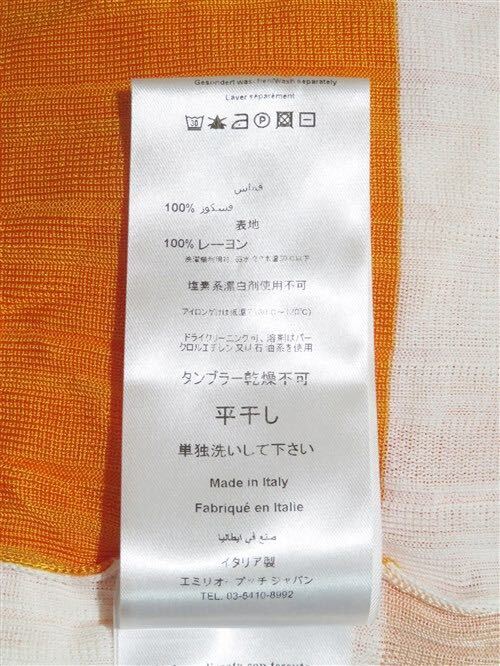 Gesondert waschen/Wash separately
Laver séparément
30 P
قماش
100% فسكوز
表地
100% レーヨン
塩素系漂白剤使用不可
ドライクリーニング可、溶剤はパー
クロルエチレン又は石油系を使用
タンブラー乾燥不可
平干し
単独洗いして下さい
Made in Italy
Fabriqué en Italie
صنع في ايطاليا
イタリア製
エミリオ・プッチ ジャパン
TEL. 03-6410-8992